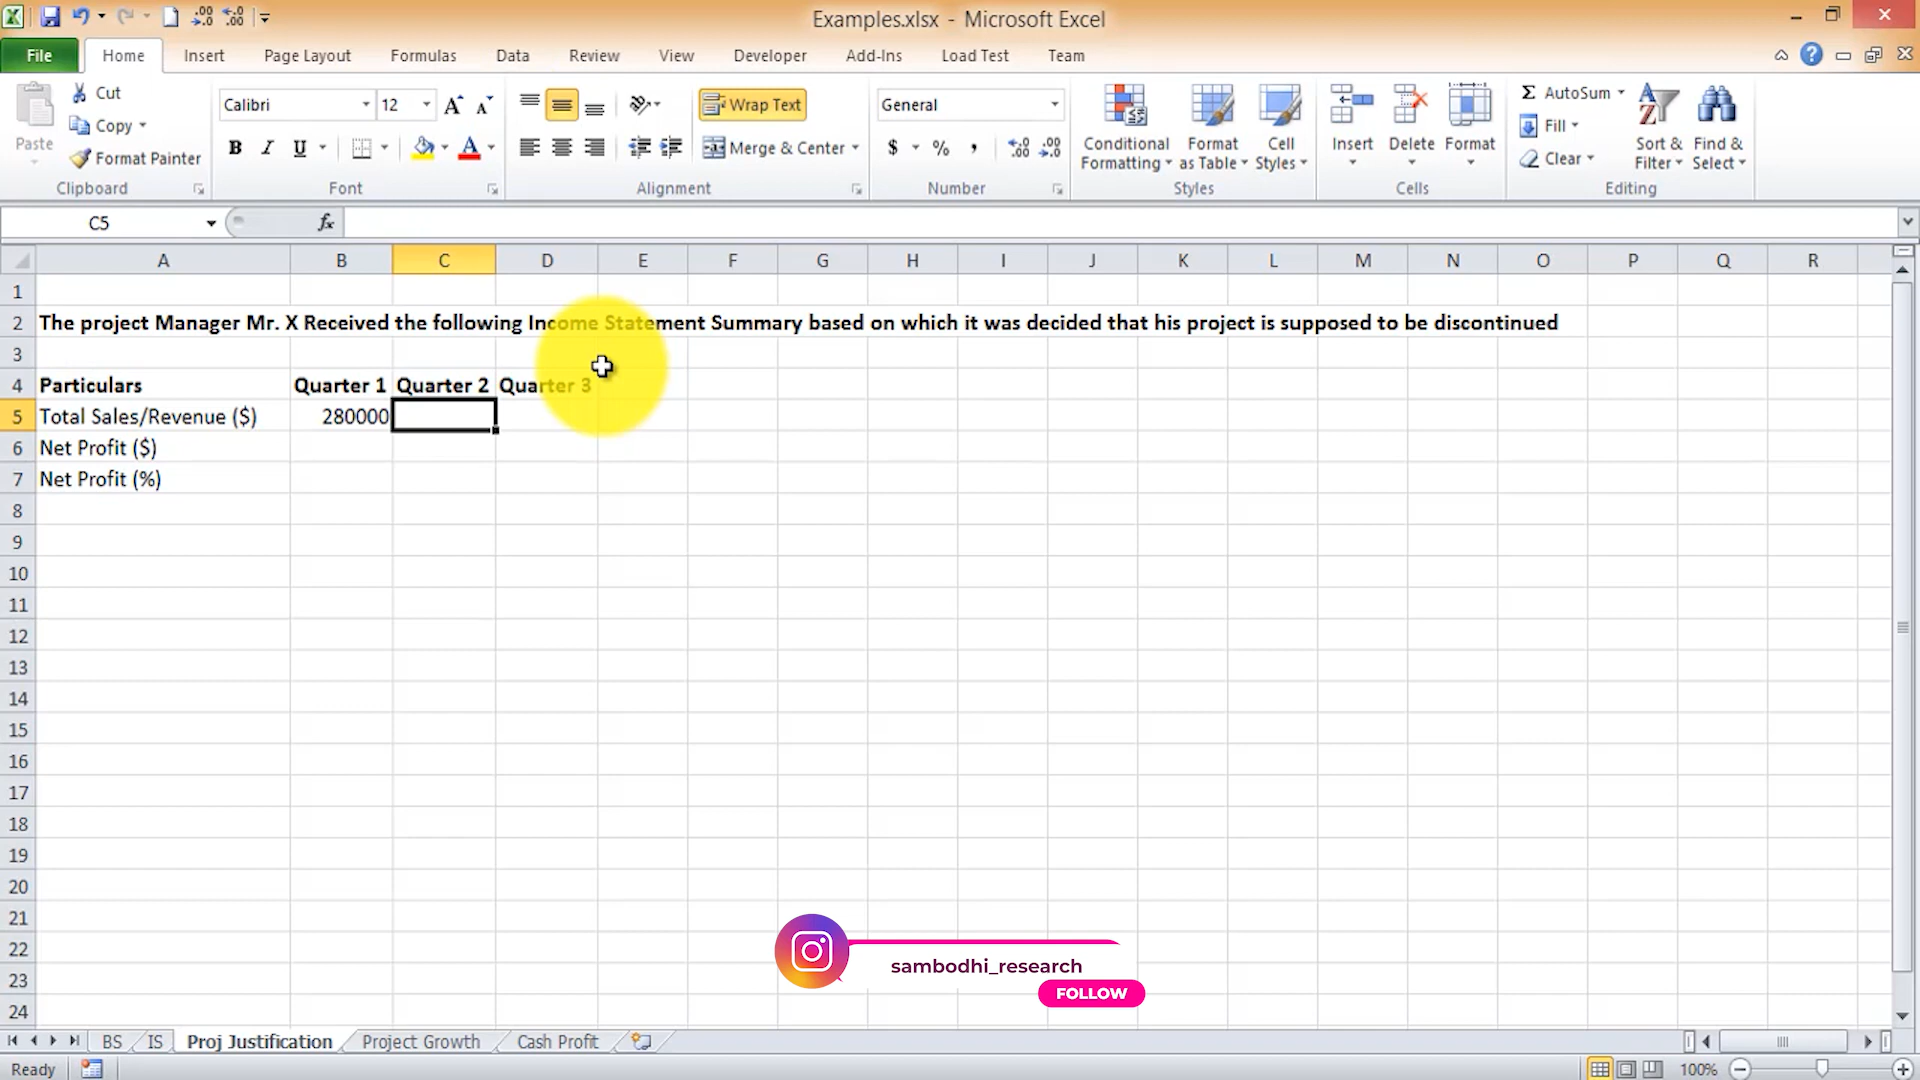 Examples.xlsx - Microsoft Excel
File Home Insert Page Layout Formulas Data Review View Developer Add-Ins Load Test Team
Paste
Cut
Copy
Format Painter
Clipboard
Calibri 12
B I U
Font
Wrap Text
Merge & Center
Alignment
General
$ % ,
Number
Conditional Formatting
Format as Table
Cell Styles
Styles
Insert Delete Format
Cells
Σ AutoSum
Fill
Clear
Sort & Filter
Find & Select
Editing
C5 fx
A B C D E F G H I J K L M N O P Q R
1
2 The project Manager Mr. X Received the following Income Statement Summary based on which it was decided that his project is supposed to be discontinued
3
4 Particulars Quarter 1 Quarter 2 Quarter 3
5 Total Sales/Revenue ($) 280000
6 Net Profit ($)
7 Net Profit (%)
8
9
10
11
12
13
14
15
16
17
18
19
20
21
22
23
24
sambodhi_research
FOLLOW
BS IS Proj Justification Project Growth Cash Profit
Ready 100%